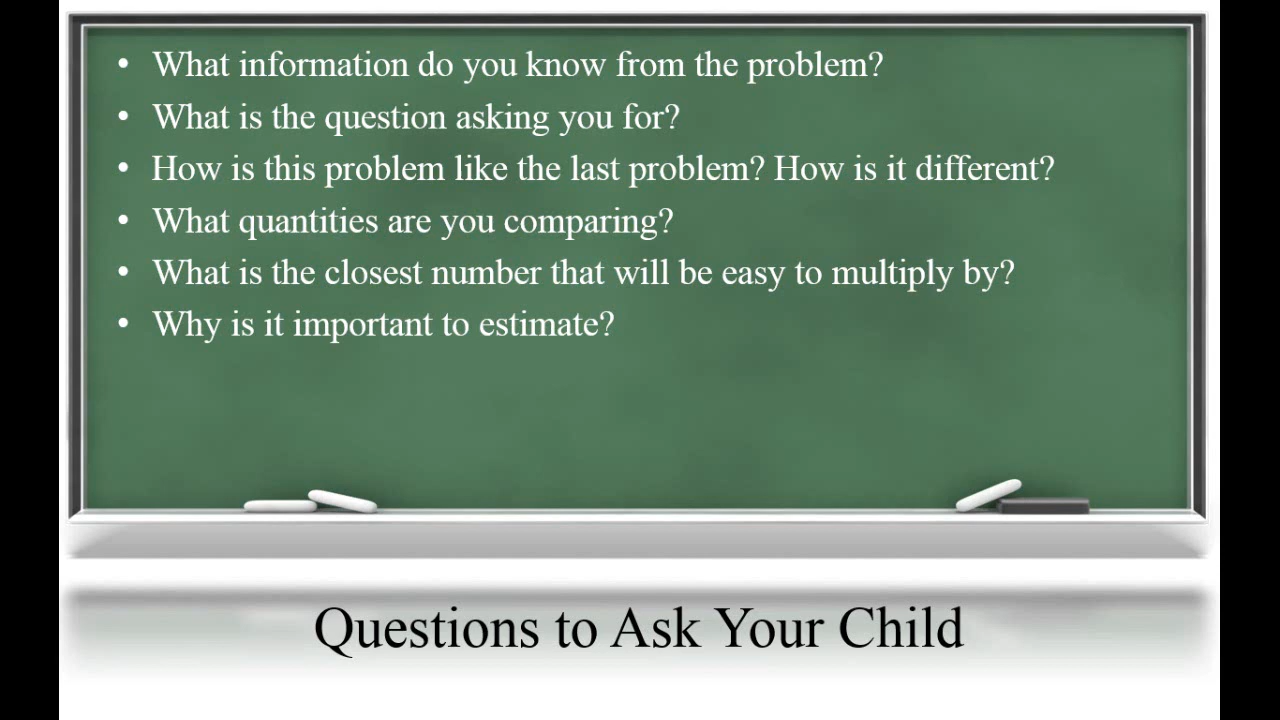 • What information do you know from the problem?
• What is the question asking you for?
• How is this problem like the last problem? How is it different?
• What quantities are you comparing?
• What is the closest number that will be easy to multiply by?
• Why is it important to estimate?
Questions to Ask Your Child